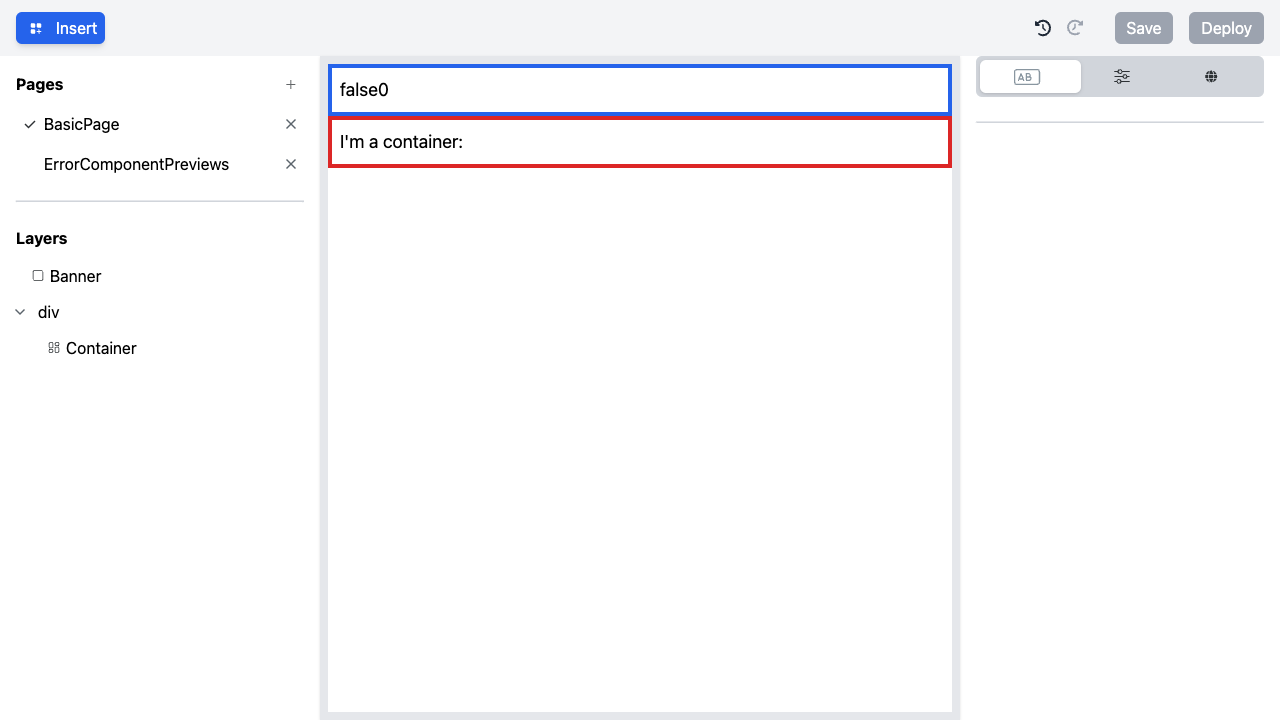 Insert
Save
Deploy
Pages
BasicPage
ErrorComponentPreviews
Layers
Banner
div
Container
false0
I'm a container:
AB